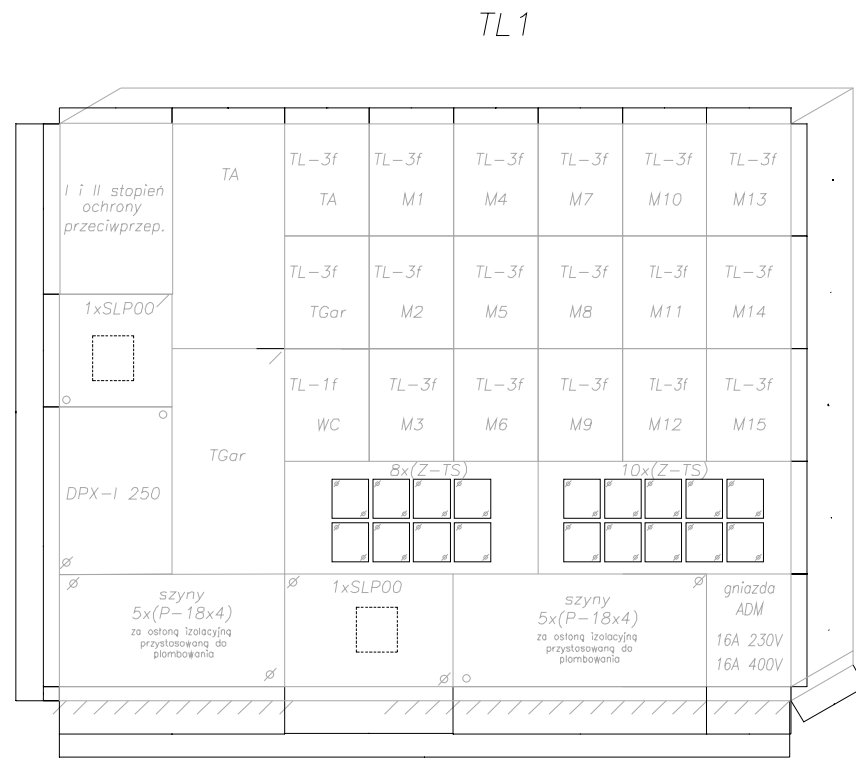 TL1
I i II stopień
ochrony
przeciwprzep.
TA
TL-3f
TA
TL-3f
M1
TL-3f
M4
TL-3f
M7
TL-3f
M10
TL-3f
M13
TL-3f
TGar
TL-3f
M2
TL-3f
M5
TL-3f
M8
TL-3f
M11
TL-3f
M14
1xSLP00
TL-1f
WC
TL-3f
M3
TL-3f
M6
TL-3f
M9
TL-3f
M12
TL-3f
M15
TGar
DPX-I 250
8x(Z-TS)
10x(Z-TS)
szyny
5x(P-18x4)
za osłoną izolacyjną
przystosowaną do
plombowania
1xSLP00
szyny
5x(P-18x4)
za osłoną izolacyjną
przystosowaną do
plombowania
gniazda
ADM
16A 230V
16A 400V